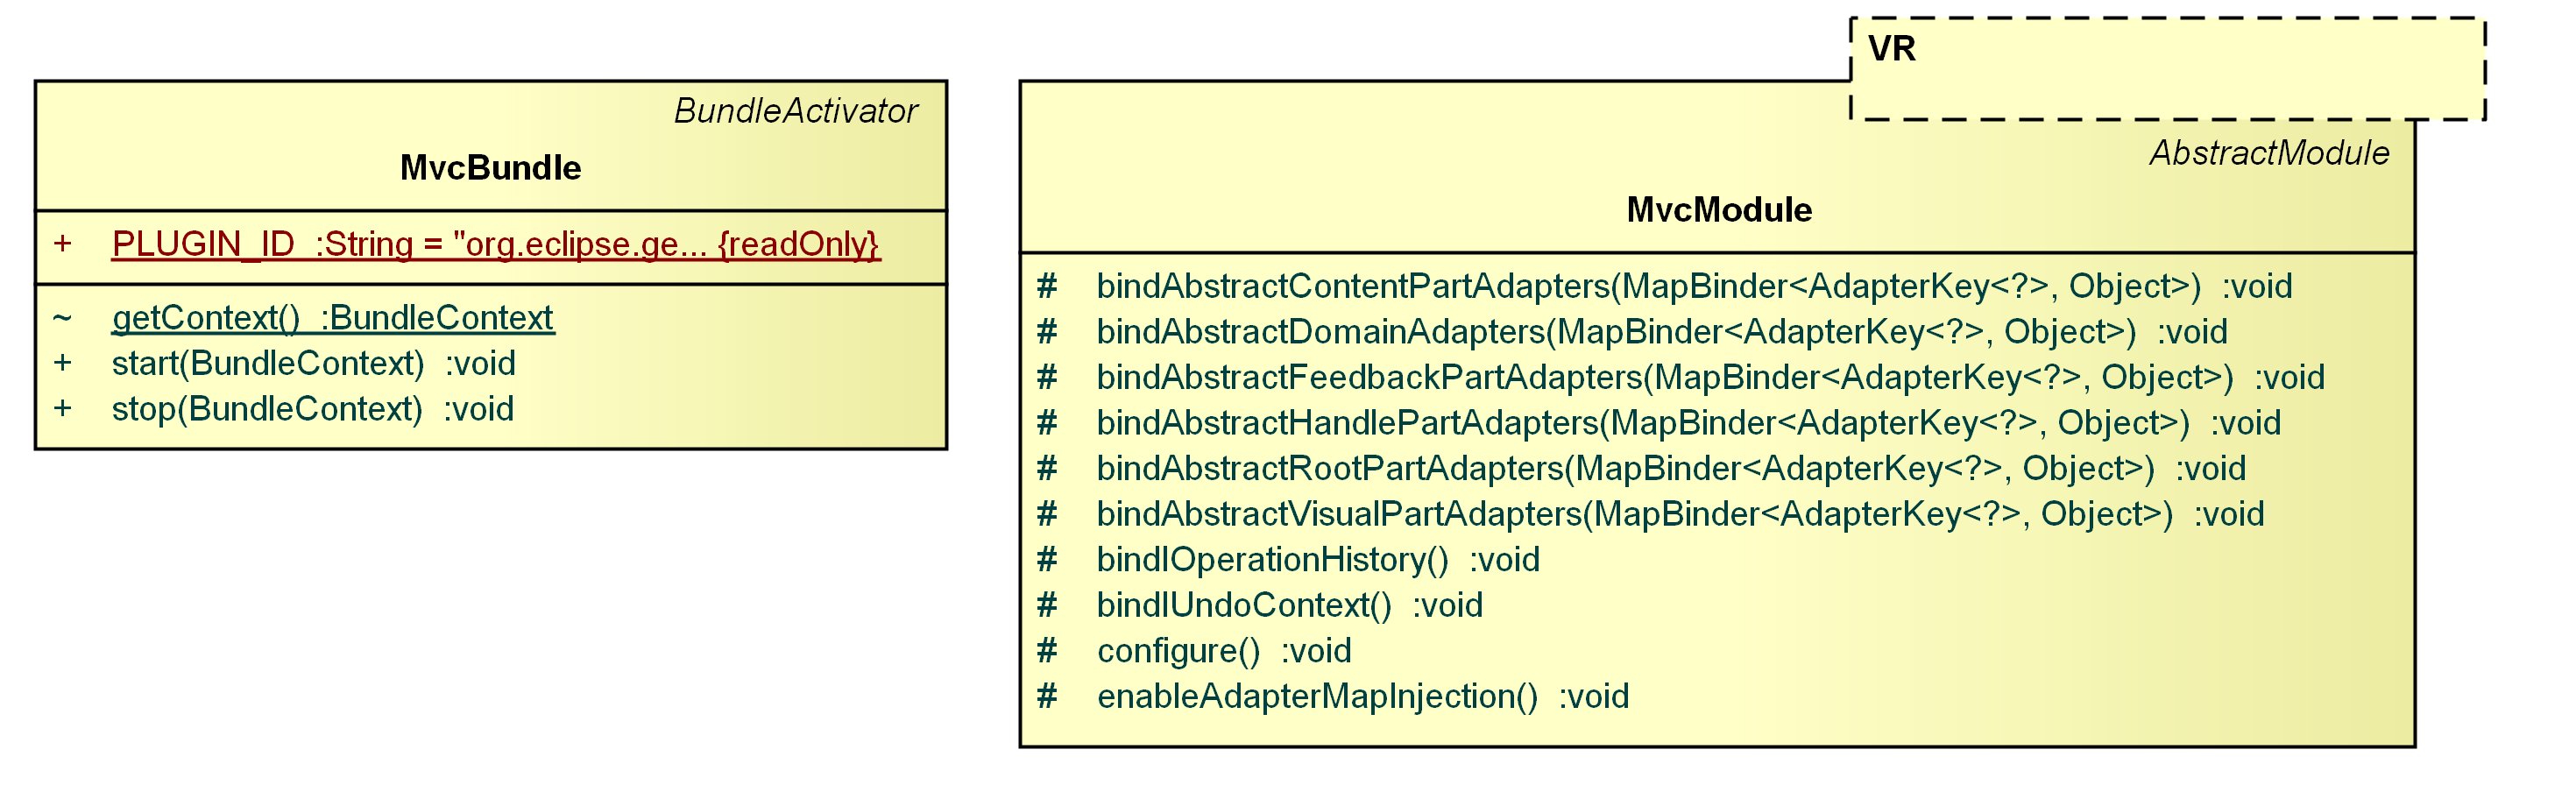 BundleActivator
MvcBundle
+ PLUGIN_ID :String = "org.eclipse.ge... {readOnly}
~ getContext() :BundleContext
+ start(BundleContext) :void
+ stop(BundleContext) :void
VR
AbstractModule
MvcModule
# bindAbstractContentPartAdapters(MapBinder<AdapterKey<?>, Object>) :void
# bindAbstractDomainAdapters(MapBinder<AdapterKey<?>, Object>) :void
# bindAbstractFeedbackPartAdapters(MapBinder<AdapterKey<?>, Object>) :void
# bindAbstractHandlePartAdapters(MapBinder<AdapterKey<?>, Object>) :void
# bindAbstractRootPartAdapters(MapBinder<AdapterKey<?>, Object>) :void
# bindAbstractVisualPartAdapters(MapBinder<AdapterKey<?>, Object>) :void
# bindIOperationHistory() :void
# bindIUndoContext() :void
# configure() :void
# enableAdapterMapInjection() :void